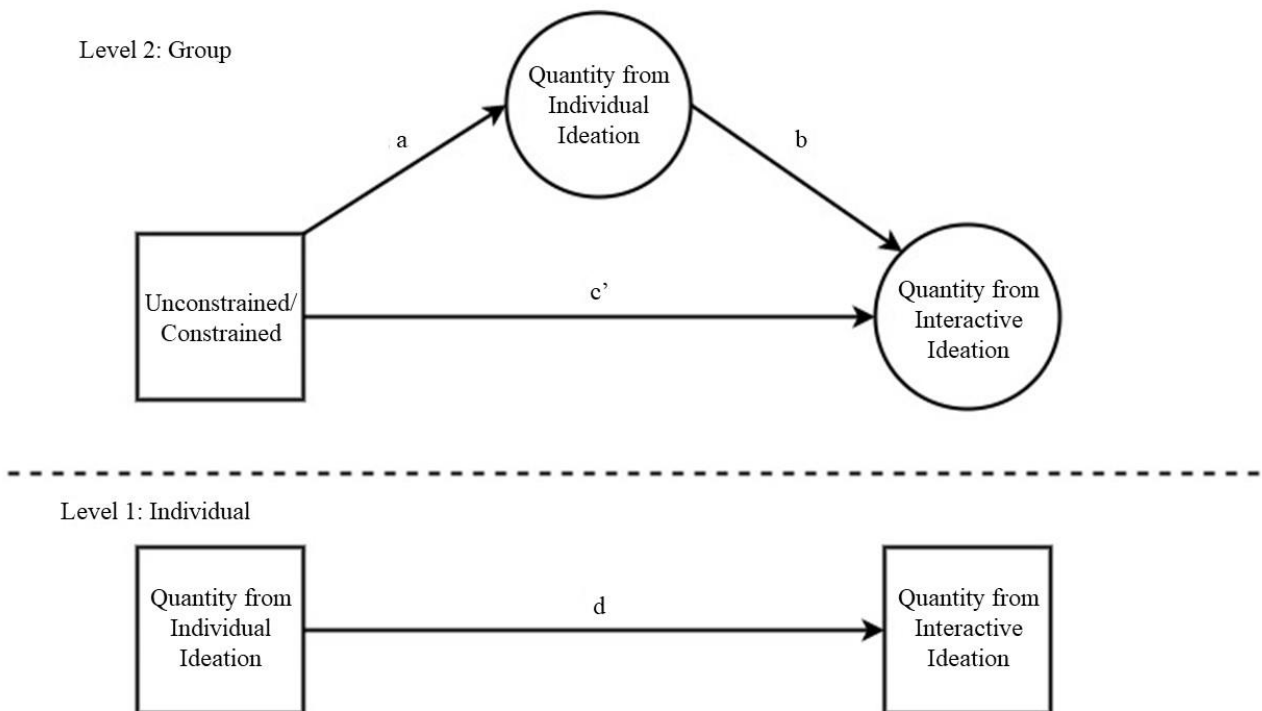 Level 2: Group
Quantity from
Individual
Ideation
a
b
Unconstrained/
Constrained
c’
Quantity from
Interactive
Ideation
Level 1: Individual
Quantity from
Individual
Ideation
d
Quantity from
Interactive
Ideation